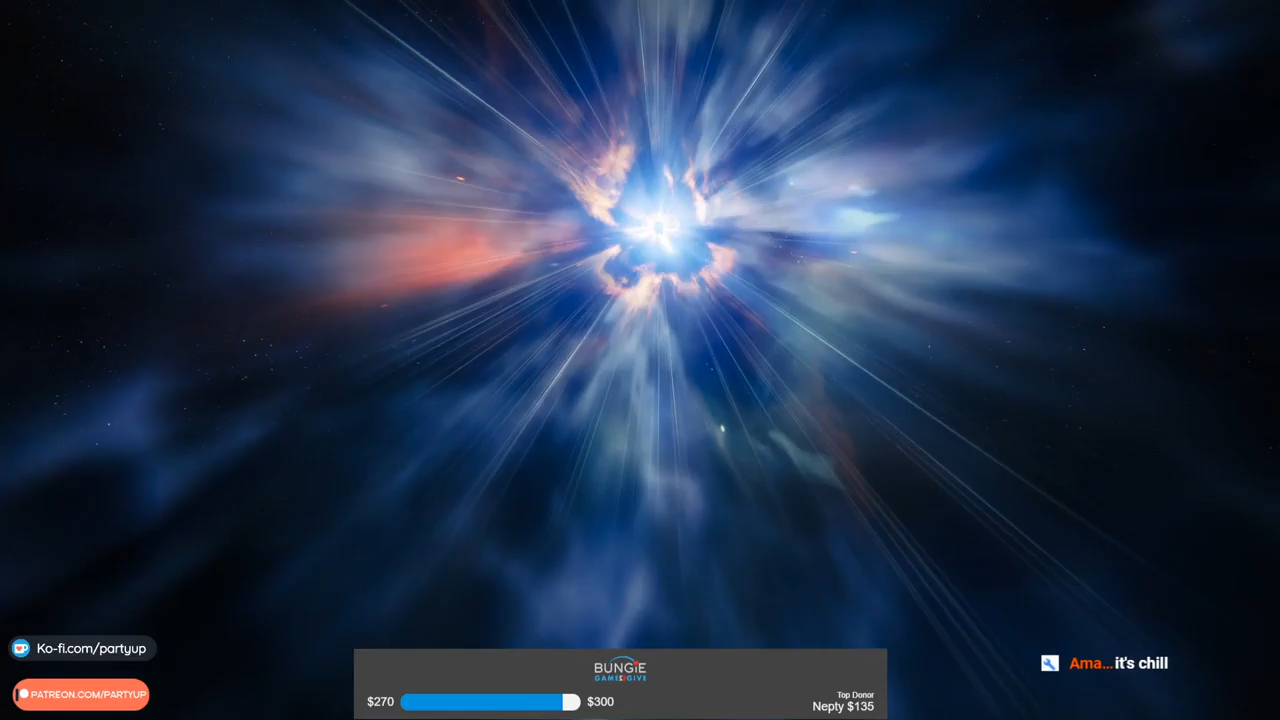 Ko-fi.com/partyup
PATREON.COM/PARTYUP
BUNGIE
GAME2GIVE
$270
$300
Top Donor
Nepty $135
Ama... it's chill